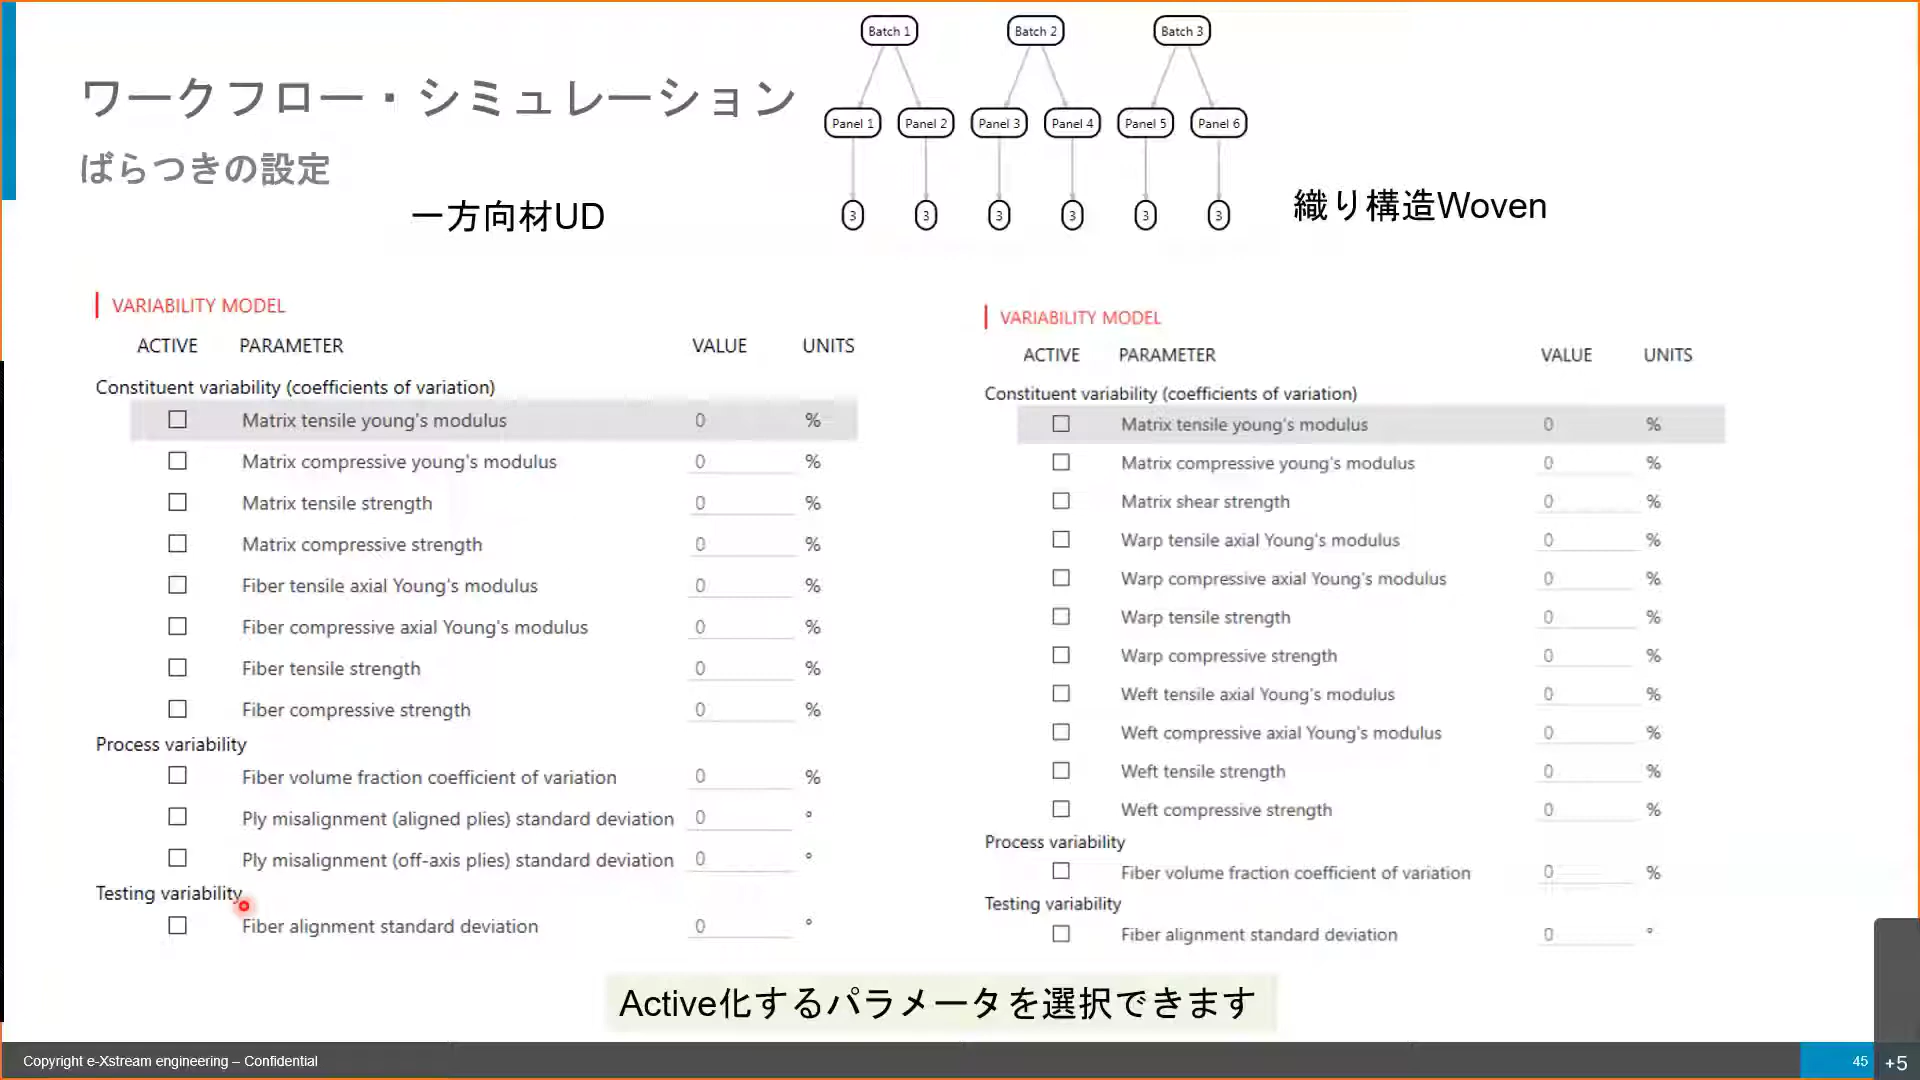 ワークフロー・シミュレーション
ばらつきの設定
Batch 1 Batch 2 Batch 3
Panel 1 Panel 2 Panel 3 Panel 4 Panel 5 Panel 6
3 3 3 3 3 3
一方向材UD
織り構造Woven
VARIABILITY MODEL
ACTIVE PARAMETER VALUE UNITS
Constituent variability (coefficients of variation)
Matrix tensile young's modulus 0 %
Matrix compressive young's modulus 0 %
Matrix tensile strength 0 %
Matrix compressive strength 0 %
Fiber tensile axial Young's modulus 0 %
Fiber compressive axial Young's modulus 0 %
Fiber tensile strength 0 %
Fiber compressive strength 0 %
Process variability
Fiber volume fraction coefficient of variation 0 %
Ply misalignment (aligned plies) standard deviation 0 °
Ply misalignment (off-axis plies) standard deviation 0 °
Testing variability
Fiber alignment standard deviation 0 °
VARIABILITY MODEL
ACTIVE PARAMETER VALUE UNITS
Constituent variability (coefficients of variation)
Matrix tensile young's modulus 0 %
Matrix compressive young's modulus 0 %
Matrix shear strength 0 %
Warp tensile axial Young's modulus 0 %
Warp compressive axial Young's modulus 0 %
Warp tensile strength 0 %
Warp compressive strength 0 %
Weft tensile axial Young's modulus 0 %
Weft compressive axial Young's modulus 0 %
Weft tensile strength 0 %
Weft compressive strength 0 %
Process variability
Fiber volume fraction coefficient of variation 0 %
Testing variability
Fiber alignment standard deviation 0 °
Active化するパラメータを選択できます
Copyright e-Xstream engineering – Confidential
45
+5